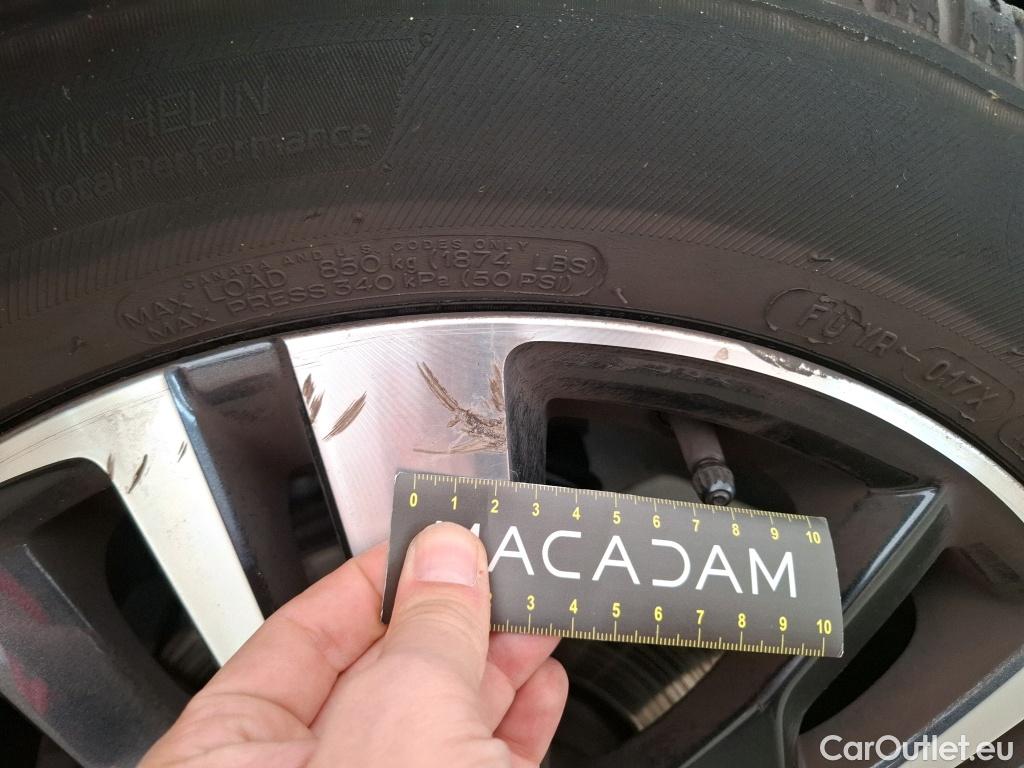 MICHELIN
Total Performance
CANADA AND U.S. CODES ONLY
MAX LOAD 850 kg (1874 LBS)
MAX PRESS 340 kPa (50 PSI)
FUYR-017X
0 1 2 3 4 5 6 7 8 9 10
MACADAM
2 3 4 5 6 7 8 9 10
CarOutlet.eu